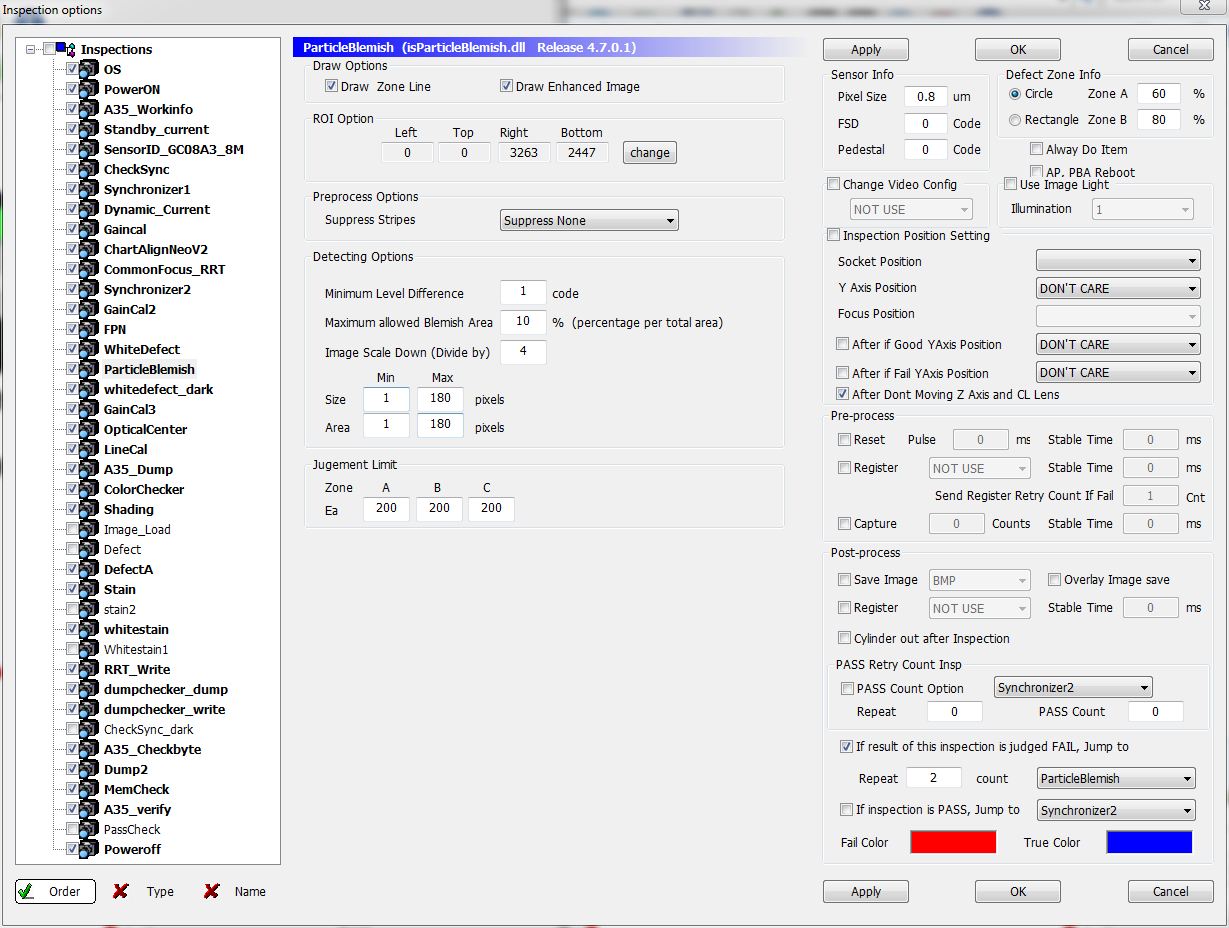 Inspection options
Inspections
OS
PowerON
A35_Workinfo
Standby_current
SensorID_GC08A3_8M
CheckSync
Synchronizer1
Dynamic_Current
Gaincal
ChartAlignNeoV2
CommonFocus_RRT
Synchronizer2
GainCal2
FPN
WhiteDefect
ParticleBlemish
whitedefect_dark
GainCal3
OpticalCenter
LineCal
A35_Dump
ColorChecker
Shading
Image_Load
Defect
DefectA
Stain
stain2
whitestain
Whitestain1
RRT_Write
dumpchecker_dump
dumpchecker_write
CheckSync_dark
A35_Checkbyte
Dump2
MemCheck
A35_verify
PassCheck
Poweroff
Order Type Name
ParticleBlemish (isParticleBlemish.dll Release 4.7.0.1)
Draw Options
Draw Zone Line Draw Enhanced Image
ROI Option
Left Top Right Bottom
0 0 3263 2447 change
Preprocess Options
Suppress Stripes Suppress None
Detecting Options
Minimum Level Difference 1 code
Maximum allowed Blemish Area 10 % (percentage per total area)
Image Scale Down (Divide by) 4
Min Max
Size 1 180 pixels
Area 1 180 pixels
Jugement Limit
Zone A B C
Ea 200 200 200
Apply OK Cancel
Sensor Info
Pixel Size 0.8 um
FSD 0 Code
Pedestal 0 Code
Defect Zone Info
Circle Zone A 60 %
Rectangle Zone B 80 %
Alway Do Item
AP, PBA Reboot
Change Video Config
NOT USE
Use Image Light
Illumination 1
Inspection Position Setting
Socket Position
Y Axis Position DON'T CARE
Focus Position
After if Good YAxis Position DON'T CARE
After if Fail YAxis Position DON'T CARE
After Dont Moving Z Axis and CL Lens
Pre-process
Reset Pulse 0 ms Stable Time 0 ms
Register NOT USE Stable Time 0 ms
Send Register Retry Count If Fail 1 Cnt
Capture 0 Counts Stable Time 0 ms
Post-process
Save Image BMP Overlay Image save
Register NOT USE Stable Time 0 ms
Cylinder out after Inspection
PASS Retry Count Insp
PASS Count Option Synchronizer2
Repeat 0 PASS Count 0
If result of this inspection is judged FAIL, Jump to
Repeat 2 count ParticleBlemish
If inspection is PASS, Jump to Synchronizer2
Fail Color True Color
Apply OK Cancel